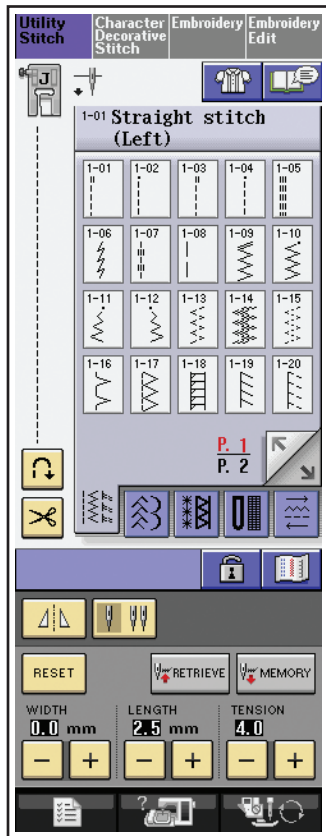 Utility Stitch
Character Decorative Stitch
Embroidery
Embroidery Edit
J
1-01 Straight stitch
(Left)
1-01 1-02 1-03 1-04 1-05
1-06 1-07 1-08 1-09 1-10
1-11 1-12 1-13 1-14 1-15
1-16 1-17 1-18 1-19 1-20
P. 1
P. 2
RESET
RETRIEVE
MEMORY
WIDTH LENGTH TENSION
0.0 mm 2.5 mm 4.0
− + − + − +
?